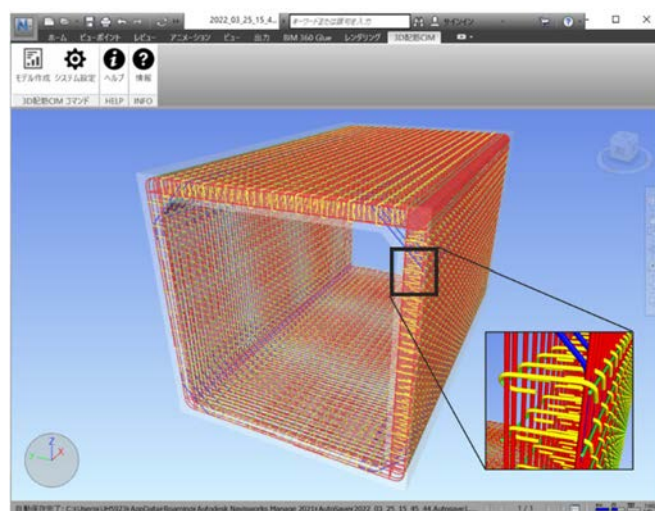 2022_03_25_15_4...
キーワードまたは語句を入力
サインイン
ホーム ビューポイント レビュー アニメーション ビュー 出力 BIM 360 Glue レンダリング 3D配筋CIM
モデル作成 システム設定 ヘルプ 情報
3D配筋CIM コマンド HELP INFO
Z
X
Y
1 / 1